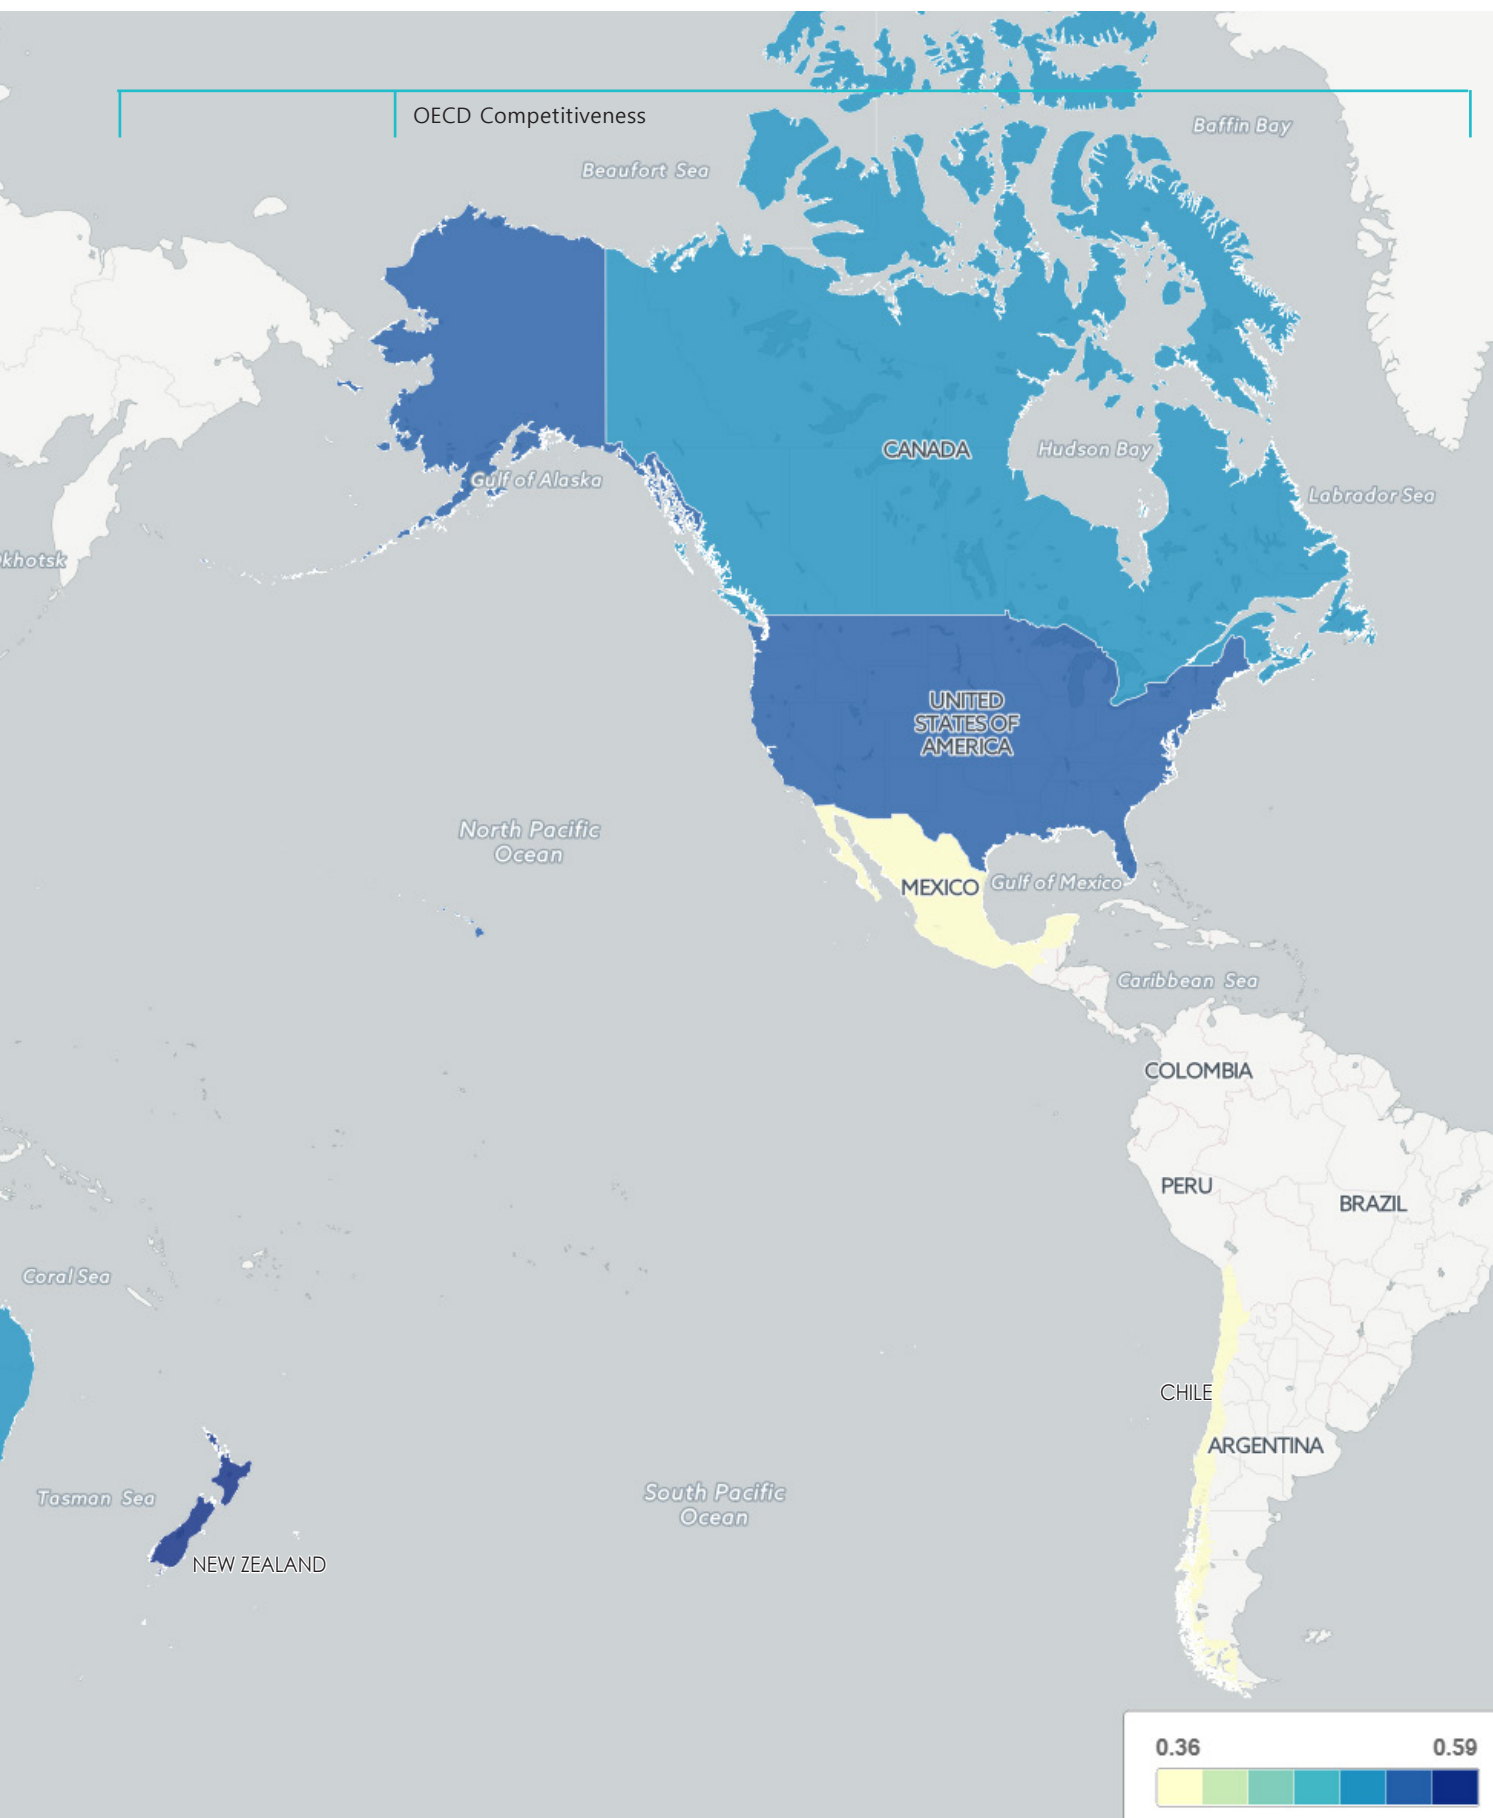 OECD Competitiveness
Baffin Bay
Beaufort Sea
CANADA
Hudson Bay
Gulf of Alaska
Labrador Sea
khotsk
UNITED
STATES OF
AMERICA
North Pacific
Ocean
MEXICO
Gulf of Mexico
Caribbean Sea
COLOMBIA
PERU
BRAZIL
Coral Sea
CHILE
ARGENTINA
Tasman Sea
South Pacific
Ocean
NEW ZEALAND
0.36
0.59